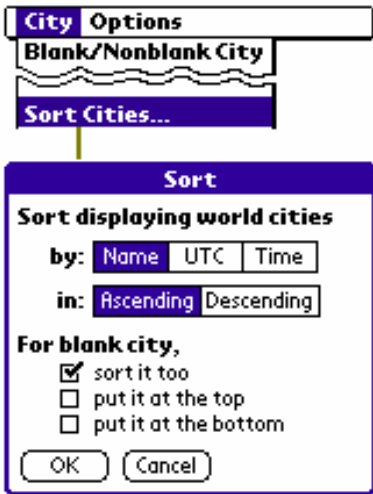 City Options
Blank/Nonblank City
Sort Cities...
Sort
Sort displaying world cities
by: Name UTC Time
in: Ascending Descending
For blank city,
sort it too
put it at the top
put it at the bottom
OK Cancel